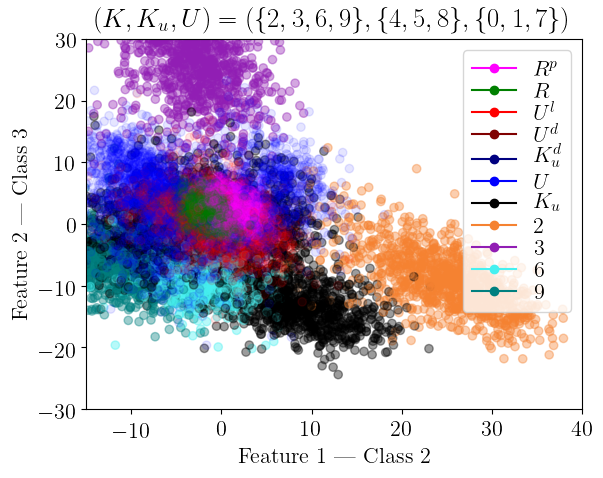 (K, K_u, U) = ({2, 3, 6, 9}, {4, 5, 8}, {0, 1, 7})
30
20
10
0
−10
−20
−30
Feature 2 — Class 3
R^p
R
U^l
U^d
K_u^d
U
K_u
2
3
6
9
−10
0
10
20
30
40
Feature 1 — Class 2